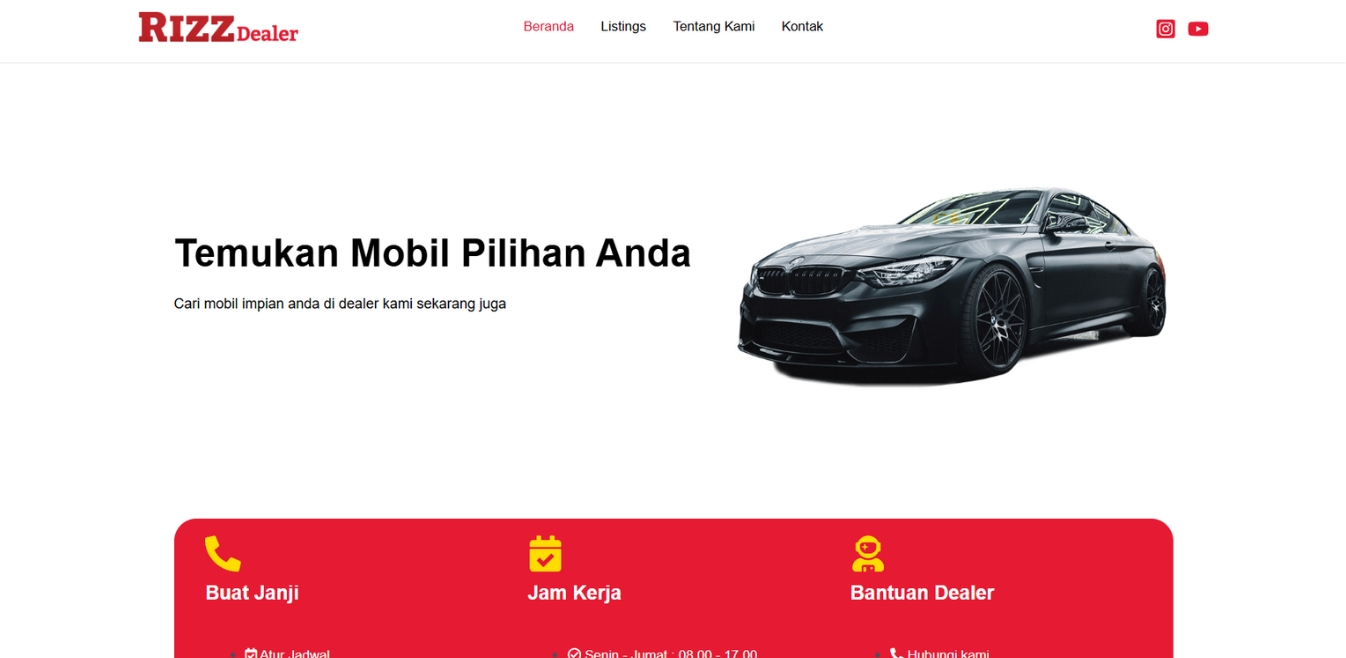 RIZZ Dealer
Beranda Listings Tentang Kami Kontak
Temukan Mobil Pilihan Anda
Cari mobil impian anda di dealer kami sekarang juga
Buat Janji Jam Kerja Bantuan Dealer
Atur Jadwal Senin - Jumat : 08.00 - 17.00 Hubungi kami